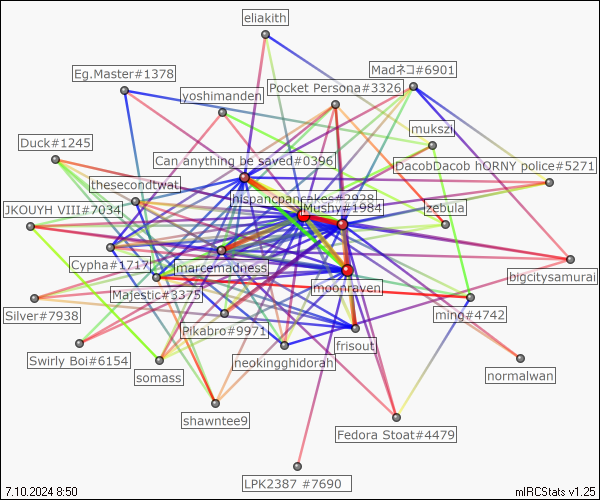 eliakith
Eg.Master#1378
Madネコ#6901
yoshimanden
Pocket Persona#3326
Duck#1245
mukszi
Can anything be saved#0396
DacobDacob hQRNY police#5271
thesecondtwat
hispancpancakes#2928
JKOUYH VIII#7034
Mushy#1984
zebula
Cypha#1717
marcemadness
bigcitysamurai
Majestic#3375
moonraven
Silver#7938
Pikabro#9971
ming#4742
frisout
Swirly Boi#6154
neokingghidorah
somass
normalwan
shawntee9
Fedora Stoat#4479
LPK2387 #7690
7.10.2024 8:50
mIRCStats v1.25